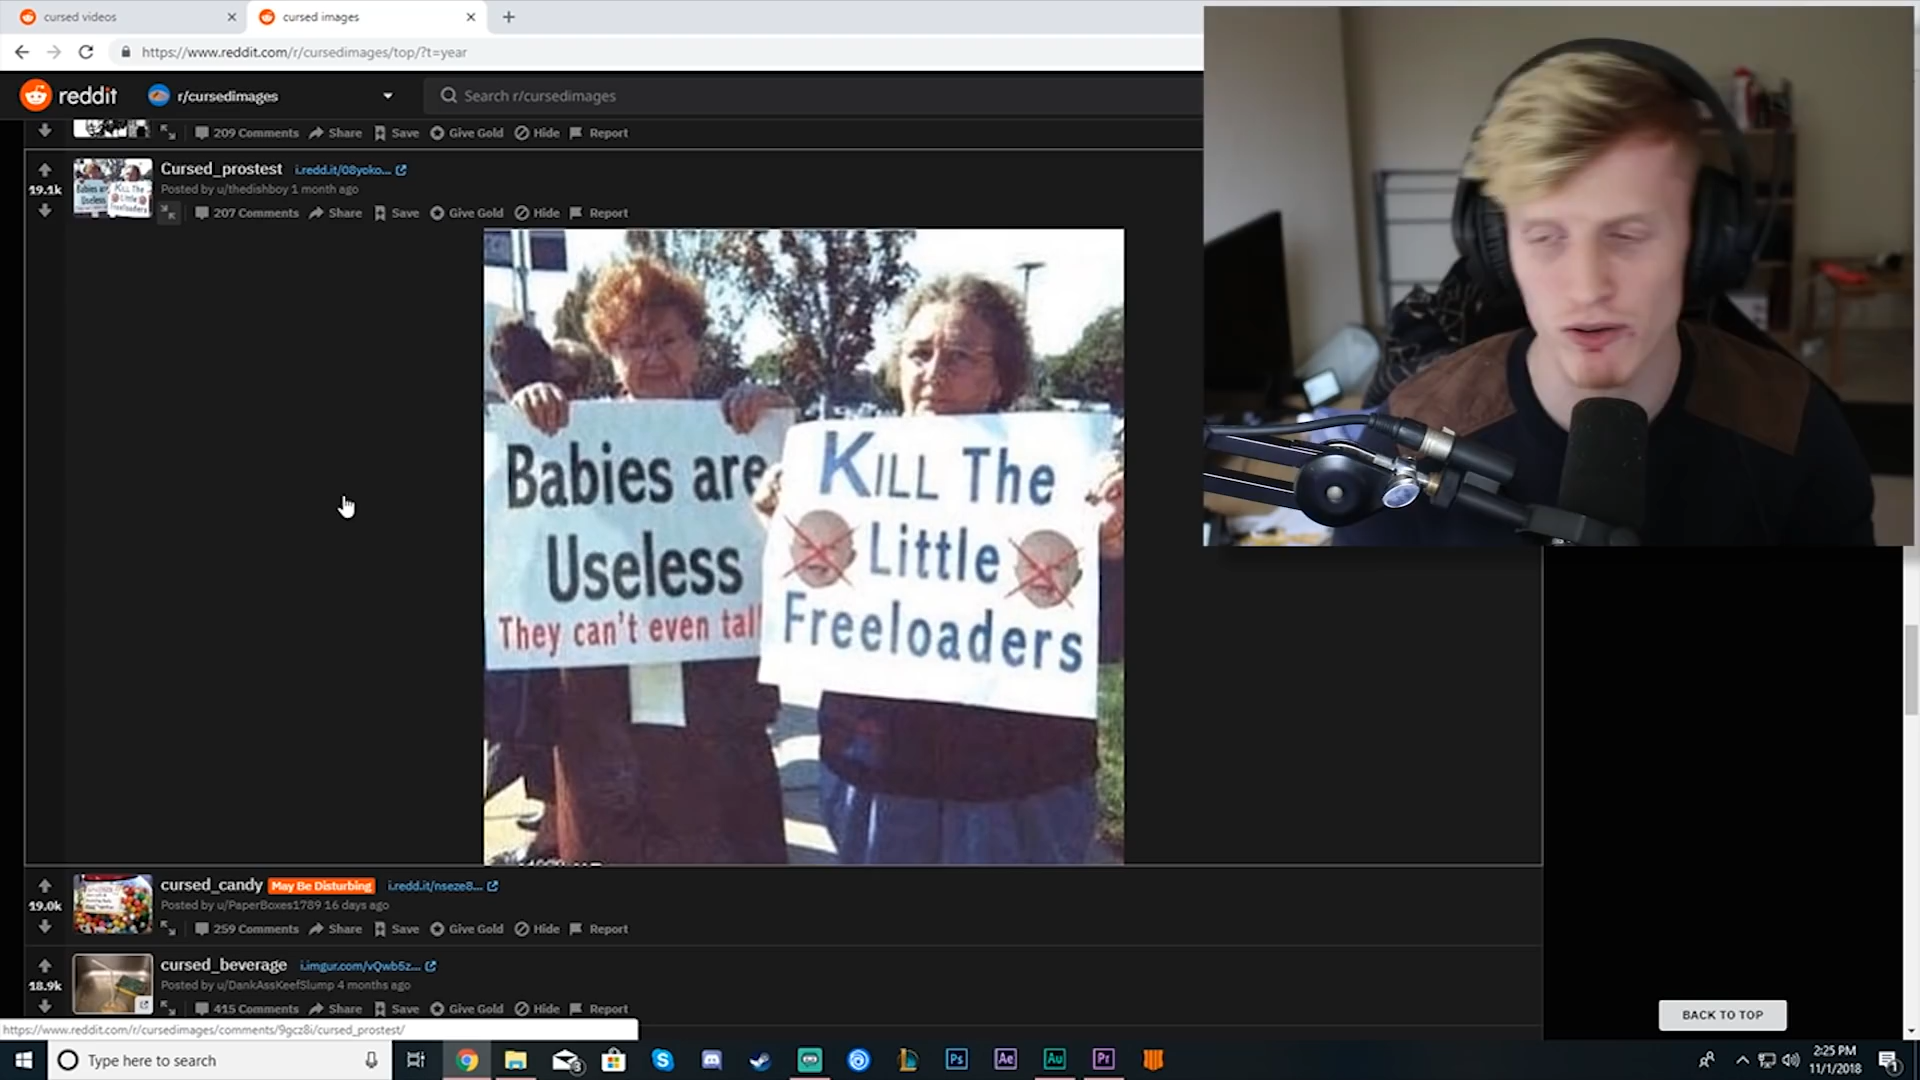 cursed videos
cursed images
https://www.reddit.com/r/cursedimages/top/?t=year
reddit
r/cursedimages
Search r/cursedimages
209 Comments Share Save Give Gold Hide Report
Cursed_prostest i.redd.it/08yoko...
19.1k
Posted by u/thedishboy 1 month ago
207 Comments Share Save Give Gold Hide Report
Babies are
Useless
They can't even
KILL The
Little
Freeloaders
cursed_candy May Be Disturbing i.redd.it/nseze8...
19.0k
Posted by u/PaperBoxes1789 16 days ago
259 Comments Share Save Give Gold Hide Report
cursed_beverage i.imgur.com/vQwb5z...
18.9k
Posted by u/DankAssKeefSlump 4 months ago
415 Comments Share Save Give Gold Hide Report
BACK TO TOP
https://www.reddit.com/r/cursedimages/comments/9gcz8i/cursed_prostest/
Type here to search
3
Ps
Ae
Au
Pr
2:25 PM
11/1/2018
1